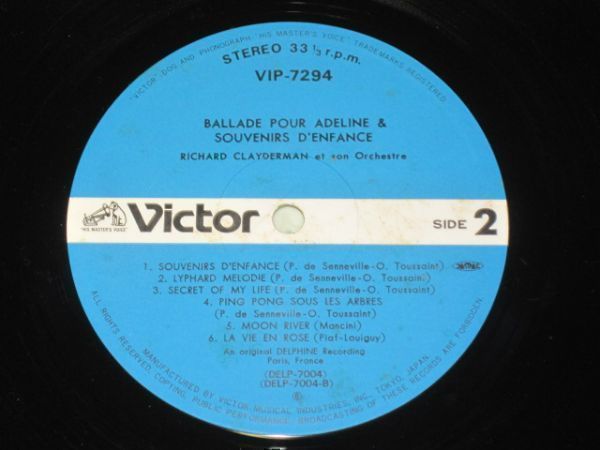 "VICTOR"-DOG AND PHONOGRAPH-"HIS MASTER'S VOICE" TRADEMARKS REGISTERED.
STEREO 33 1/3 r.p.m.
VIP-7294
BALLADE POUR ADELINE &
SOUVENIRS D'ENFANCE
RICHARD CLAYDERMAN et son Orchestre
"HIS MASTER'S VOICE"
Victor
SIDE 2
1. SOUVENIRS D'ENFANCE (P. de Senneville-O. Toussaint)
2. LYPHARD MELODIE (P. de Senneville-O. Toussaint)
3. SECRET OF MY LIFE (P. de Senneville-O. Toussaint)
4. PING PONG SOUS LES ARBRES
(P. de Senneville-O. Toussaint)
5. MOON RIVER (Mancini)
6. LA VIE EN ROSE (Piaf-Louiguy)
An original DELPHINE Recording
Paris, France
(DELP-7004)
(DELP-7004-B)
MANUFACTURED BY VICTOR MUSICAL INDUSTRIES, INC. TOKYO, JAPAN
ALL RIGHTS RESERVED. COPYING, PUBLIC PERFORMANCE, BROADCASTING OF THESE RECORDS ARE FORBIDDEN.